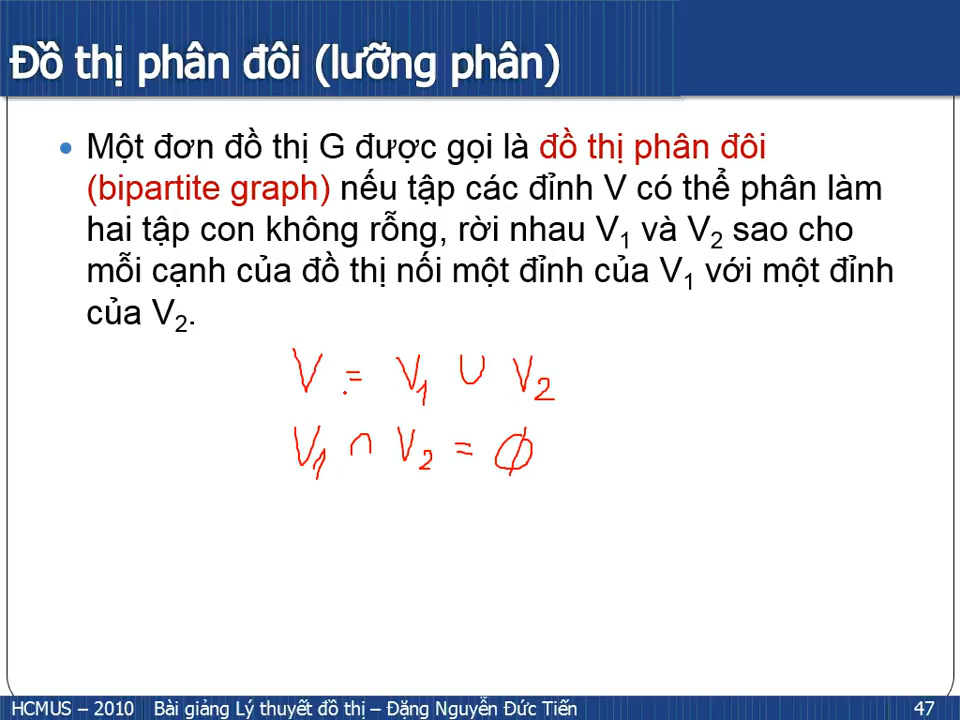 Đồ thị phân đôi (lưỡng phân)
• Một đơn đồ thị G được gọi là đồ thị phân đôi
(bipartite graph) nếu tập các đỉnh V có thể phân làm
hai tập con không rỗng, rời nhau V₁ và V₂ sao cho
mỗi cạnh của đồ thị nối một đỉnh của V₁ với một đỉnh
của V₂.
V = V₁ ∪ V₂
V₁ ∩ V₂ = ∅
HCMUS – 2010 Bài giảng Lý thuyết đồ thị – Đặng Nguyễn Đức Tiến 47